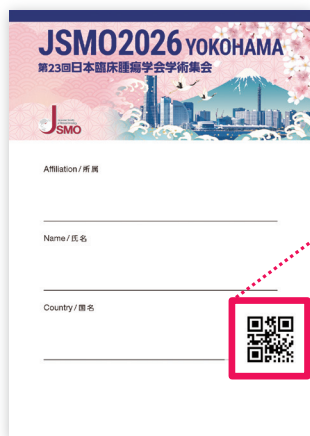 JSMO2026 YOKOHAMA
第23回日本臨床腫瘍学会学術集会
JSMO
Affiliation/所属
Name/氏名
Country/国名